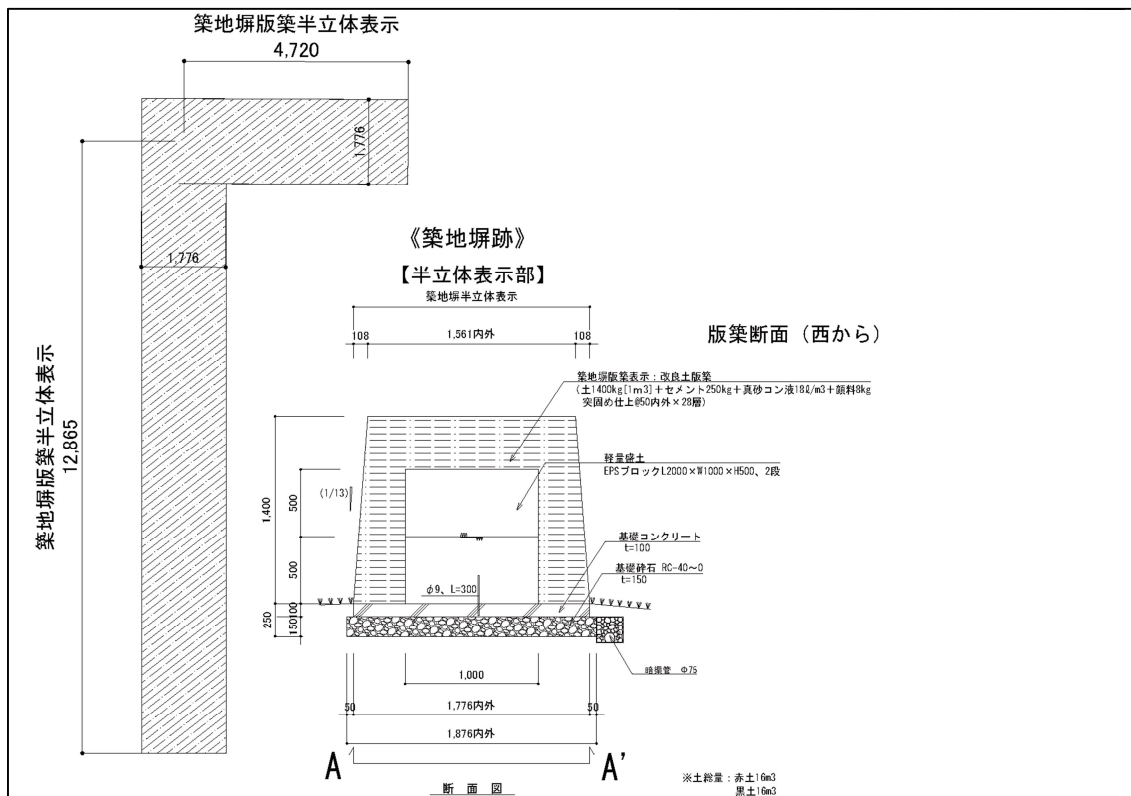 築地塀版築半立体表示
4,720
1,776
1,776
築地塀版築半立体表示
12,865
《築地塀跡》
【半立体表示部】
築地塀半立体表示
108
1,561内外
108
版築断面（西から）
築地塀版築表示：改良土版築
（土1400kg[1m3]＋セメント250kg＋真砂コン液18ℓ/m3＋顔料8kg
突固め仕上@50内外×28層）
軽量盛土
EPSブロックL2000×W1000×H500、2段
(1/13)
1,400
500
500
基礎コンクリート
t=100
基礎砕石 RC-40～0
t=150
φ9、L=300
250
100
150
暗渠管 Φ75
1,000
50
1,776内外
50
1,876内外
A
A'
断面図
※土総量：赤土16m3
黒土16m3